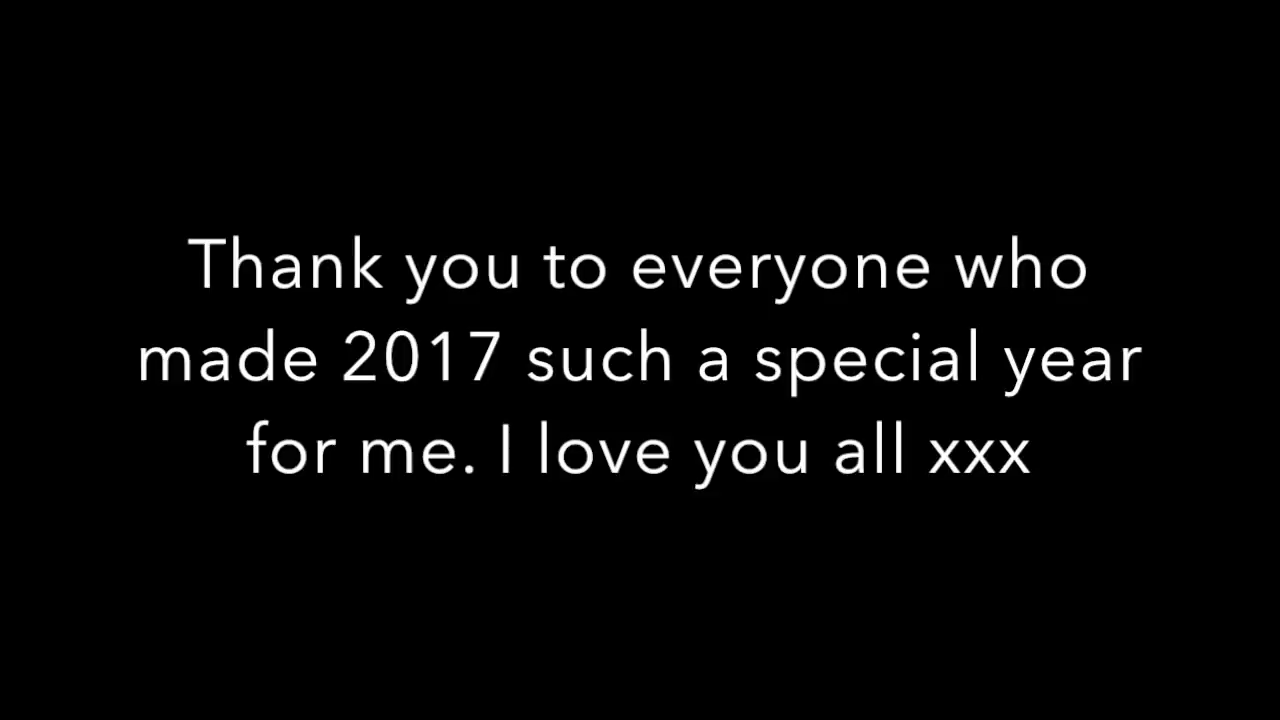 Thank you to everyone who
made 2017 such a special year
for me. I love you all xxx